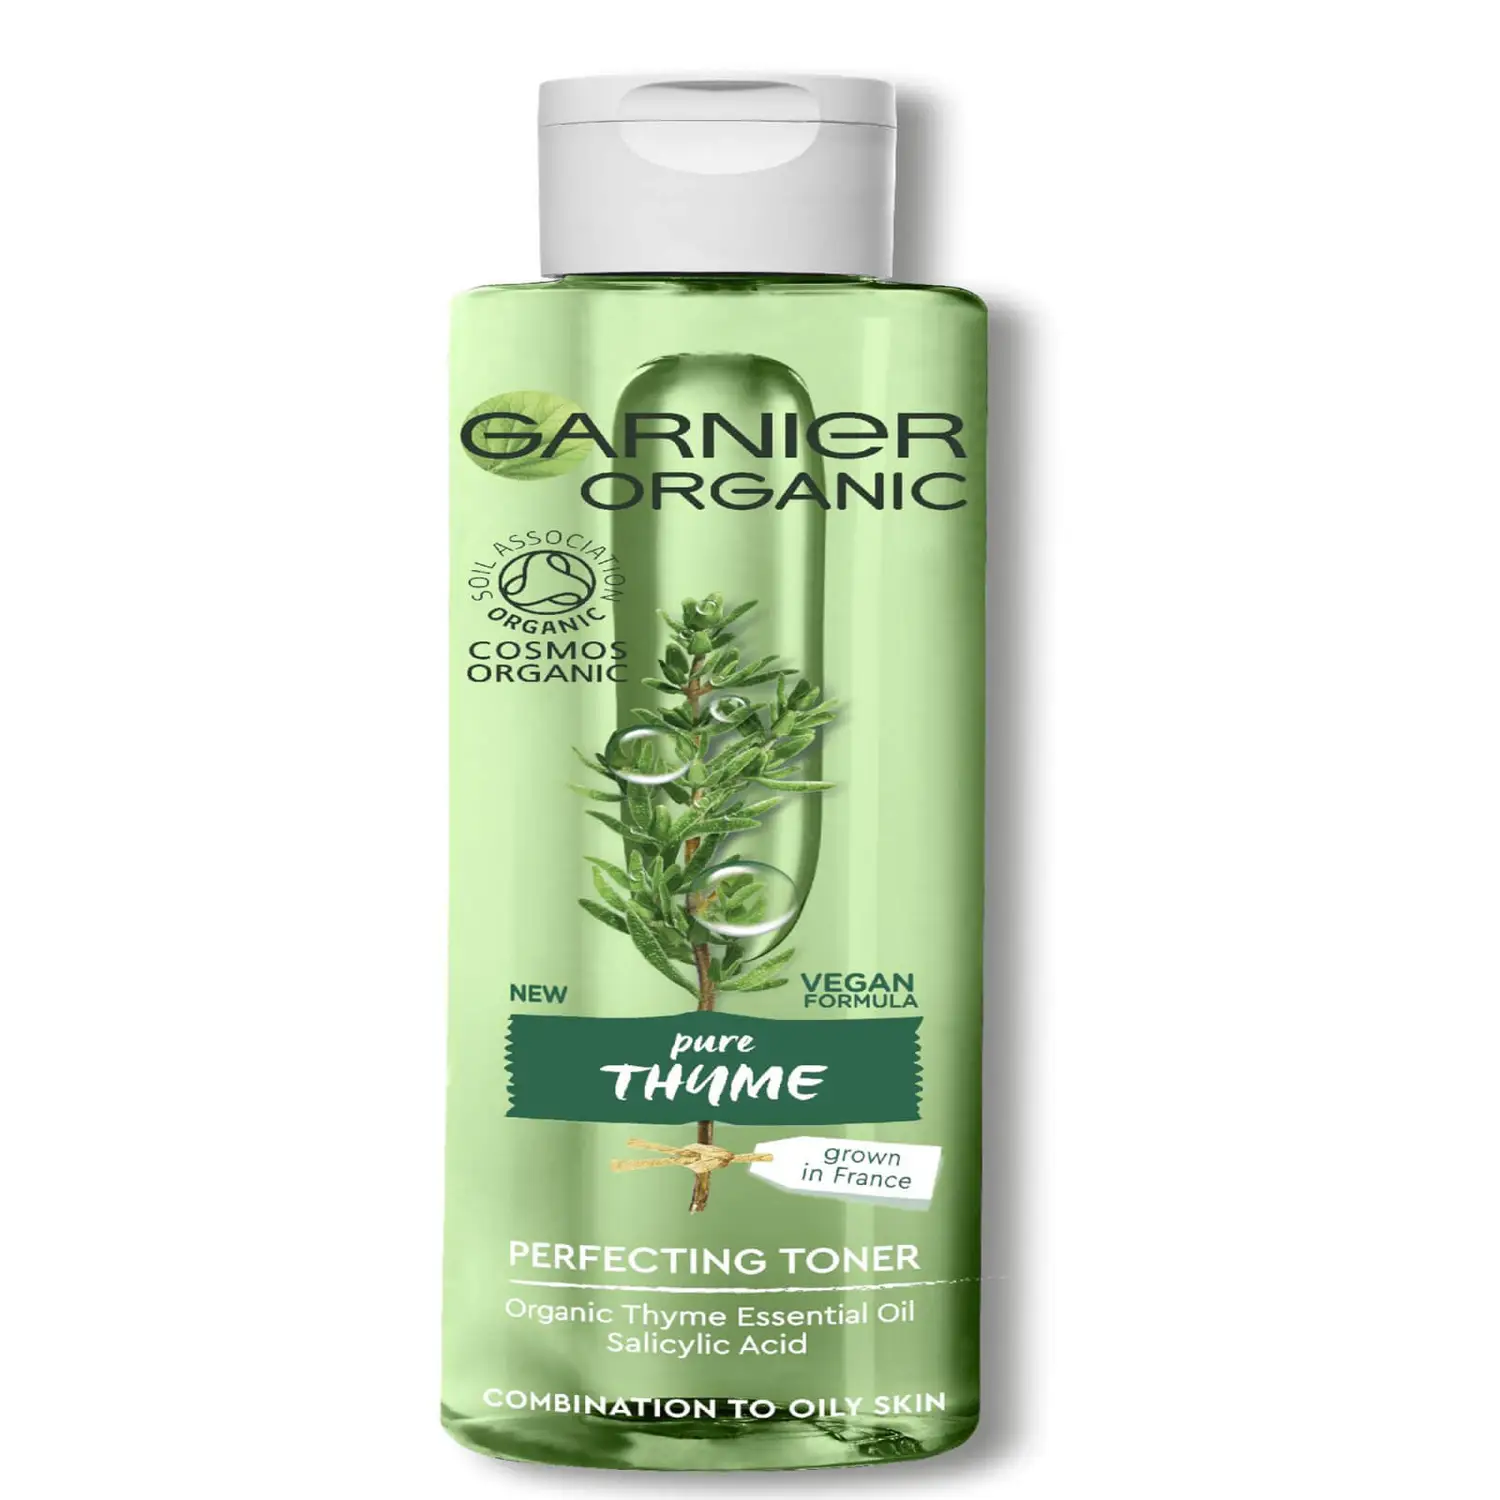 GARNIER
ORGANIC
SOIL ASSOCIATION
ORGANIC
COSMOS
ORGANIC
NEW
VEGAN
FORMULA
pure
THYME
grown
in France
PERFECTING TONER
Organic Thyme Essential Oil
Salicylic Acid
COMBINATION TO OILY SKIN